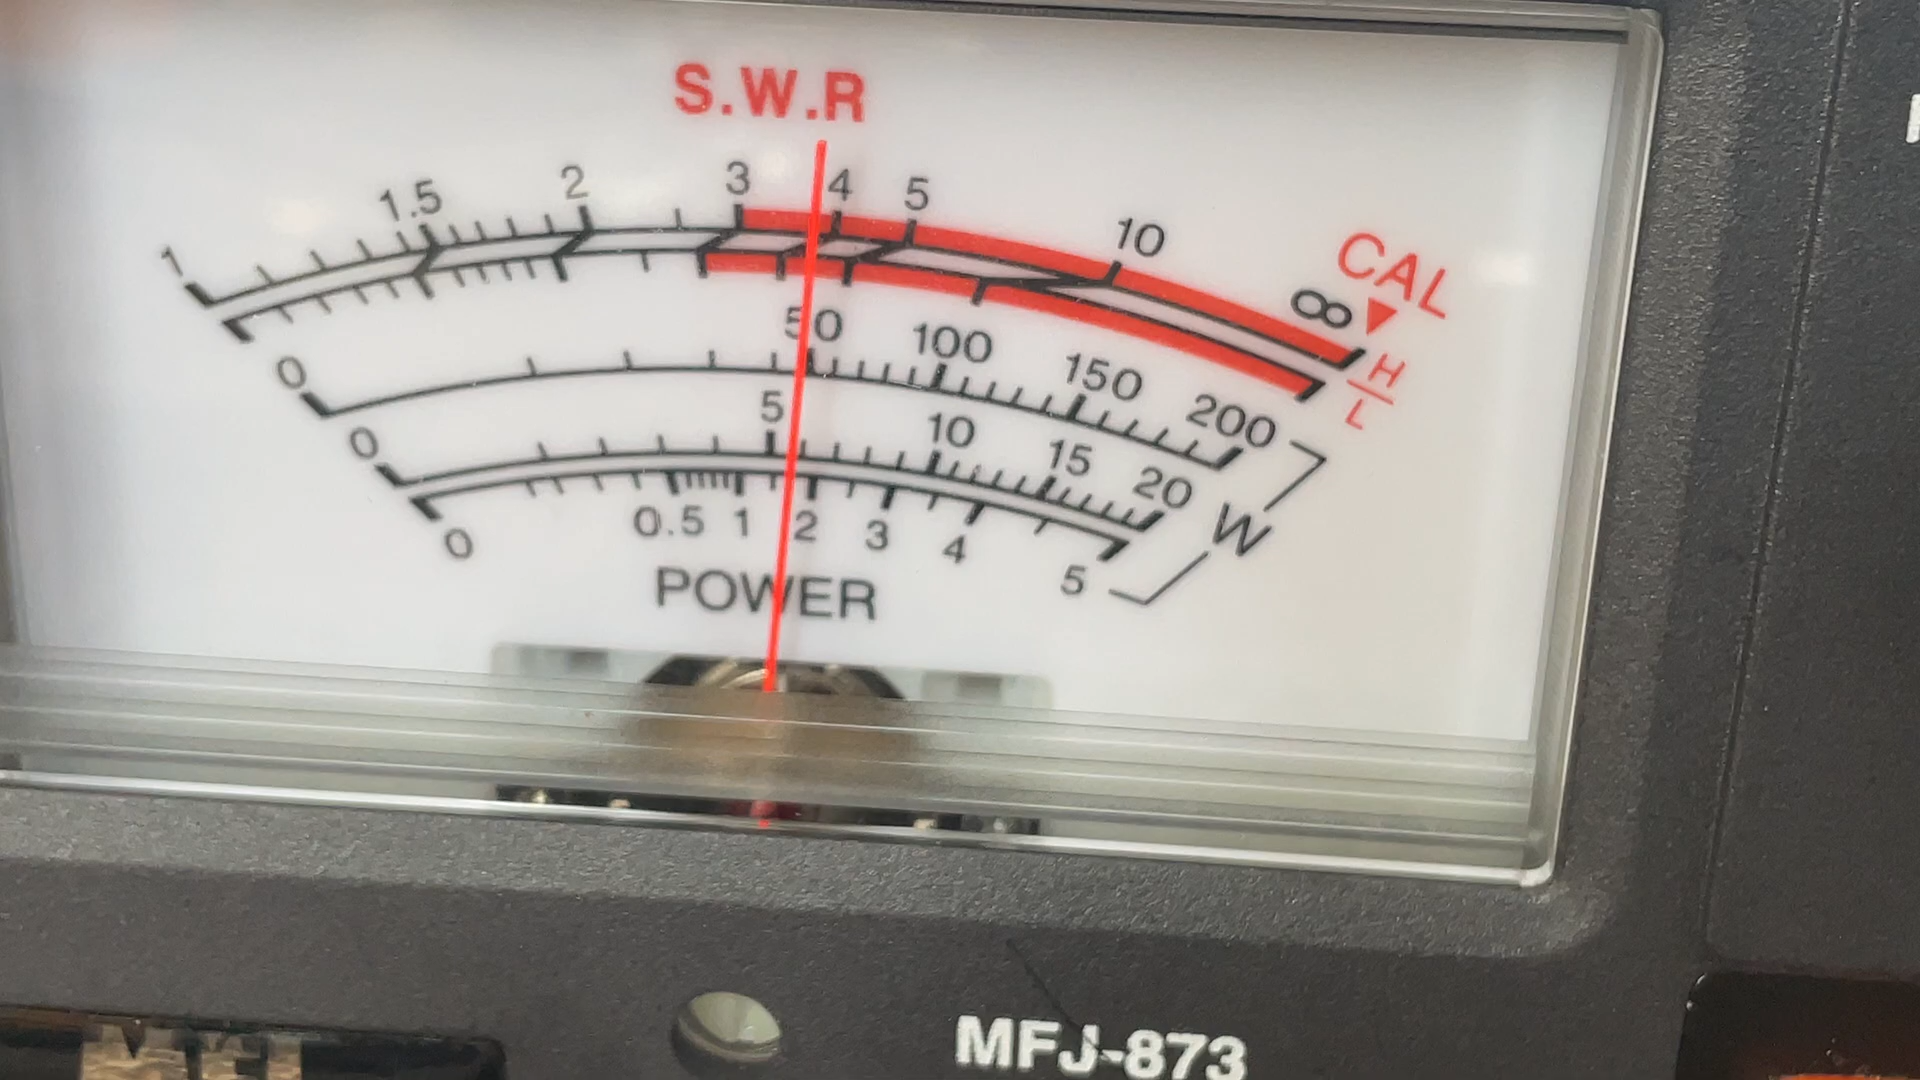 S.W.R
1 1.5 2 3 4 5 10 ∞ CAL
H
L
0 50 100 150 200
0 5 10 15 20 W
0 0.5 1 2 3 4 5
POWER
MFJ-873